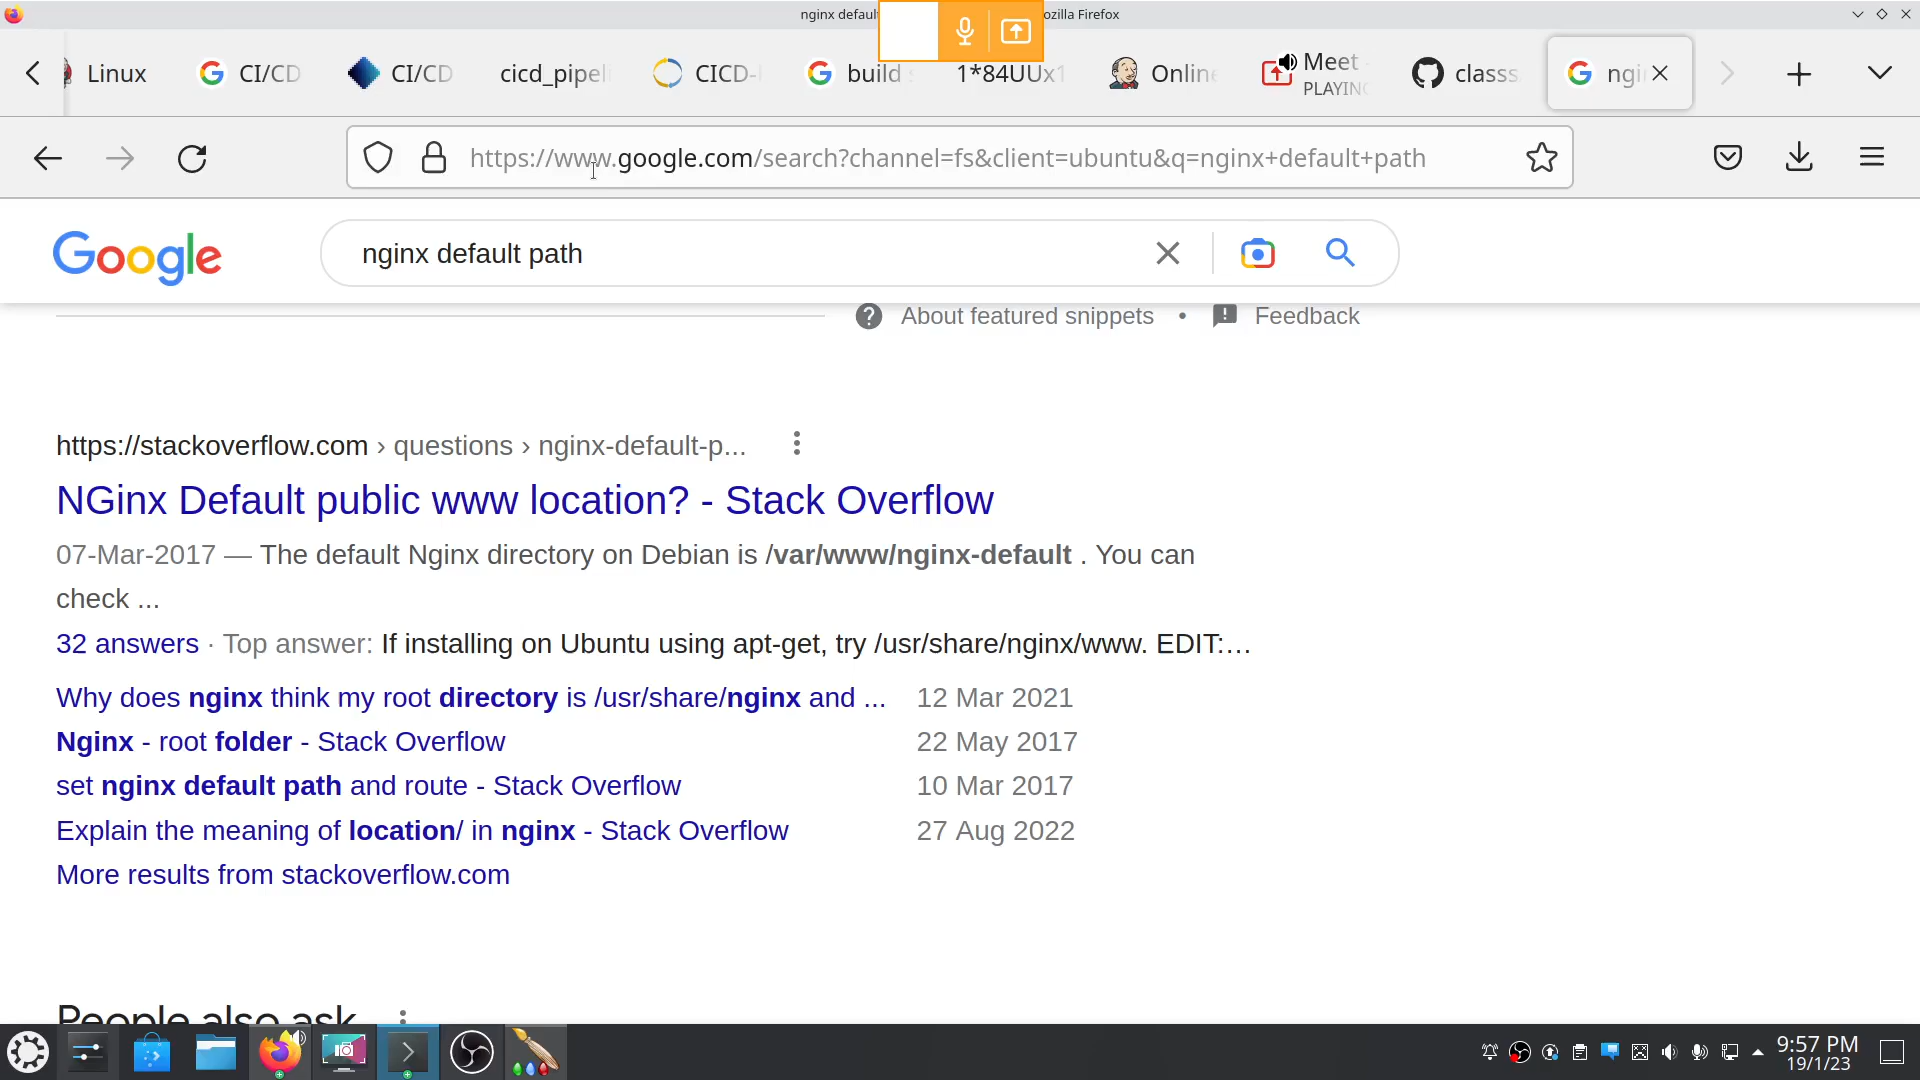 nginx defaul
ozilla Firefox
Linux
CI/CD
CI/CD
cicd_pipel
CICD-
build
1*84UUx1
Online
Meet
PLAYING
classs
ngi
https://www.google.com/search?channel=fs&client=ubuntu&q=nginx+default+path
Google
nginx default path
About featured snippets • Feedback
https://stackoverflow.com › questions › nginx-default-p...
NGinx Default public www location? - Stack Overflow
07-Mar-2017 — The default Nginx directory on Debian is /var/www/nginx-default . You can
check ...
32 answers · Top answer: If installing on Ubuntu using apt-get, try /usr/share/nginx/www. EDIT:...
Why does nginx think my root directory is /usr/share/nginx and ... 12 Mar 2021
Nginx - root folder - Stack Overflow 22 May 2017
set nginx default path and route - Stack Overflow 10 Mar 2017
Explain the meaning of location/ in nginx - Stack Overflow 27 Aug 2022
More results from stackoverflow.com
People also ask
9:57 PM
19/1/23